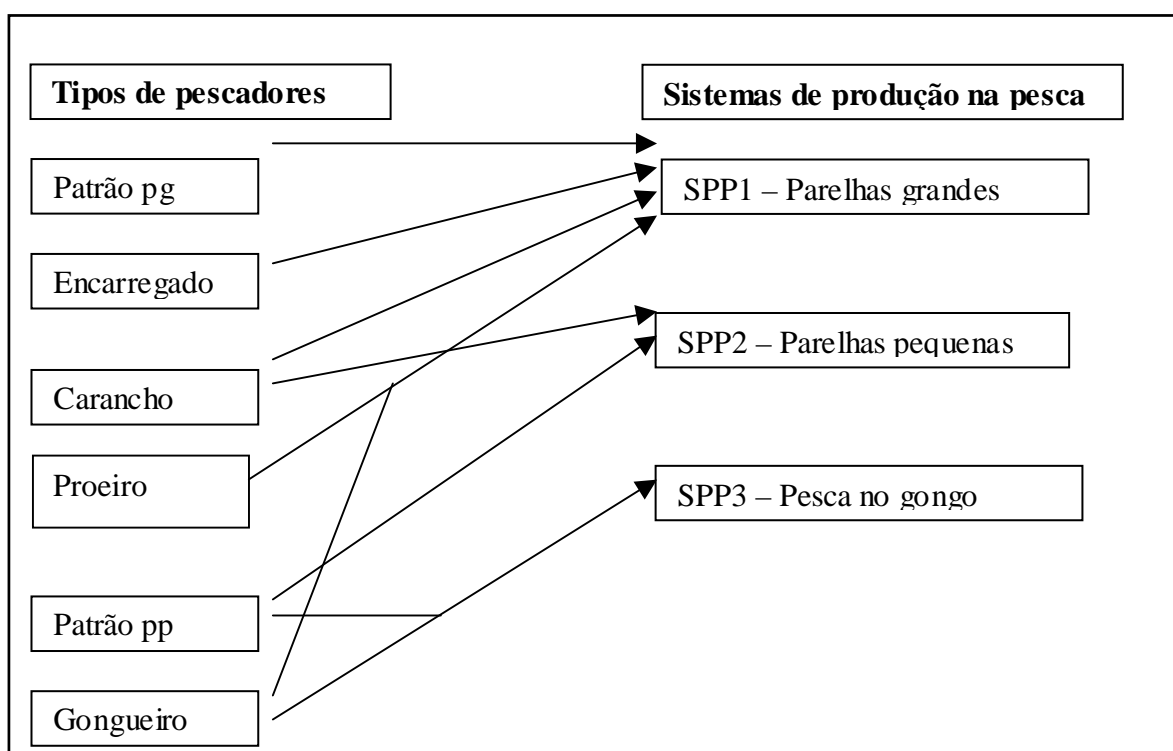 Tipos de pescadores
Sistemas de produção na pesca
Patrão pg
SPP1 – Parelhas grandes
Encarregado
SPP2 – Parelhas pequenas
Carancho
Proeiro
SPP3 – Pesca no gongo
Patrão pp
Gongueiro